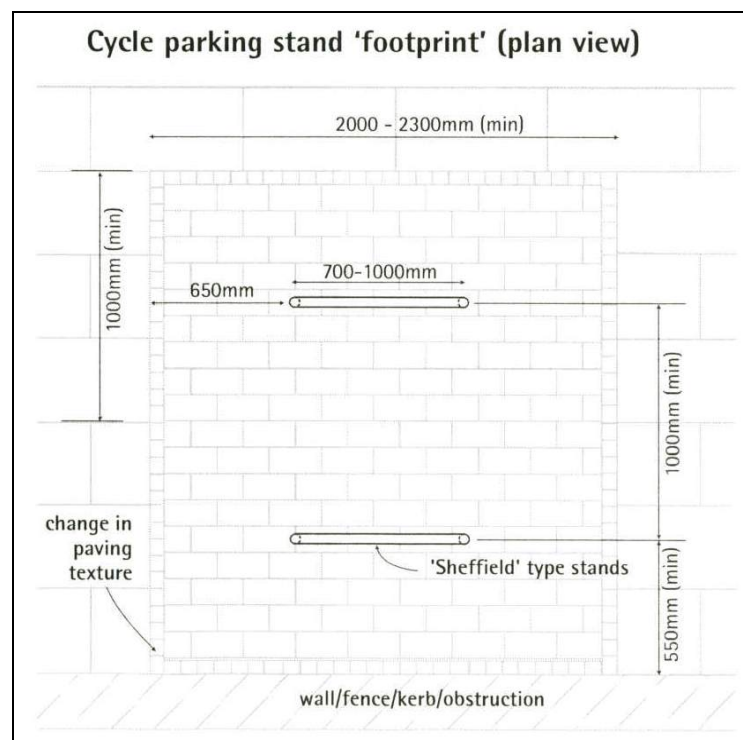 Cycle parking stand 'footprint' (plan view)
2000 - 2300mm (min)
1000mm (min)
700-1000mm
650mm
1000mm (min)
change in
paving
texture
'Sheffield' type stands
550mm (min)
wall/fence/kerb/obstruction